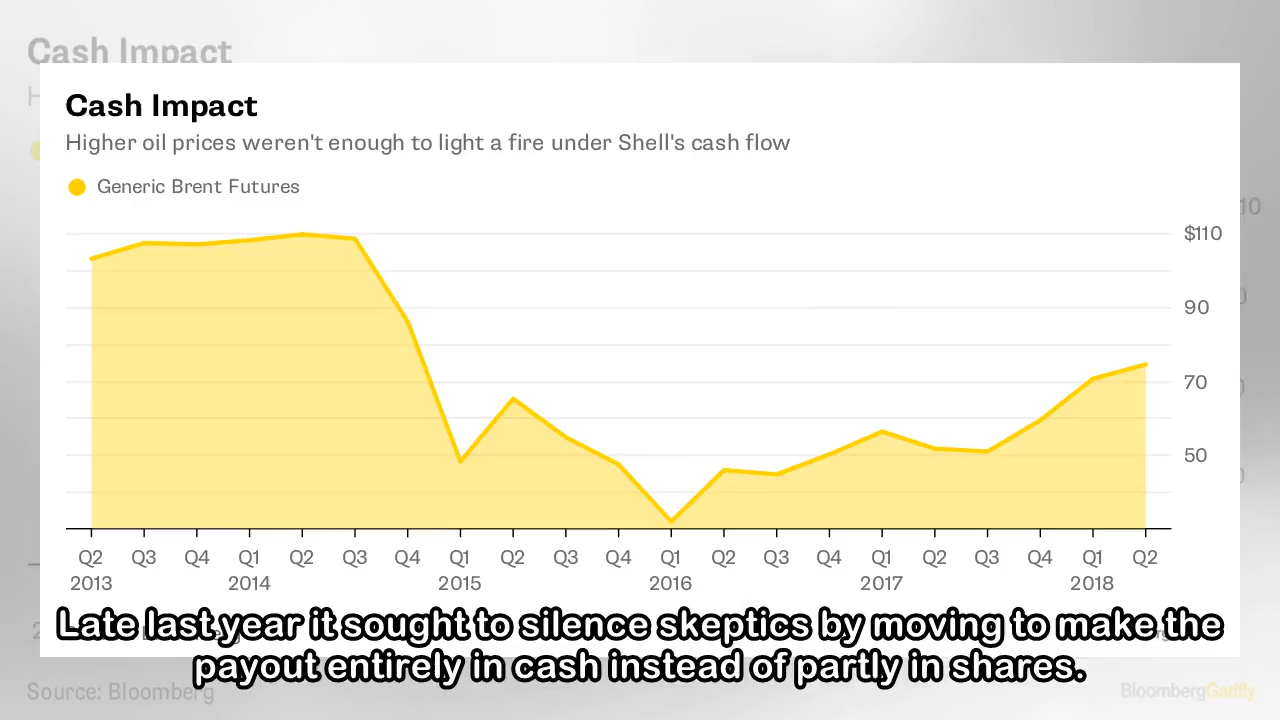 Cash Impact
Cash Impact
Higher oil prices weren't enough to light a fire under Shell's cash flow
Generic Brent Futures
$110
90
70
50
Q2 Q3 Q4 Q1 Q2 Q3 Q4 Q1 Q2 Q3 Q4 Q1 Q2 Q3 Q4 Q1 Q2 Q3 Q4 Q1 Q2
2013 2014 2015 2016 2017 2018
Late last year it sought to silence skeptics by moving to make the
payout entirely in cash instead of partly in shares.
Source: Bloomberg
BloombergGadfly